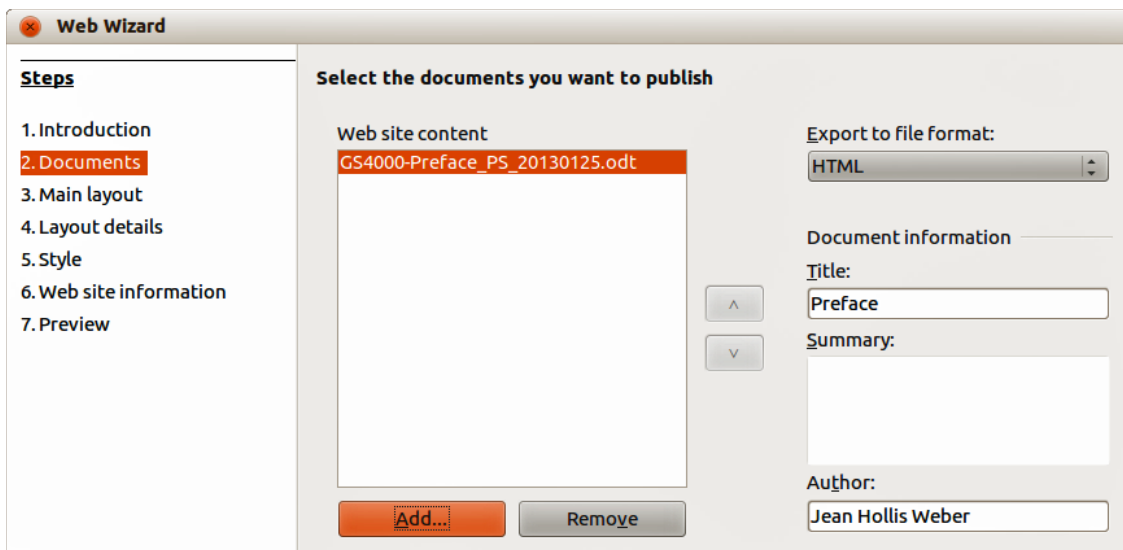 Web Wizard
Steps
1. Introduction
2. Documents
3. Main layout
4. Layout details
5. Style
6. Web site information
7. Preview
Select the documents you want to publish
Web site content
GS4000-Preface_PS_20130125.odt
Add...
Remove
Export to file format:
HTML
Document information
Title:
Preface
Summary:
Author:
Jean Hollis Weber